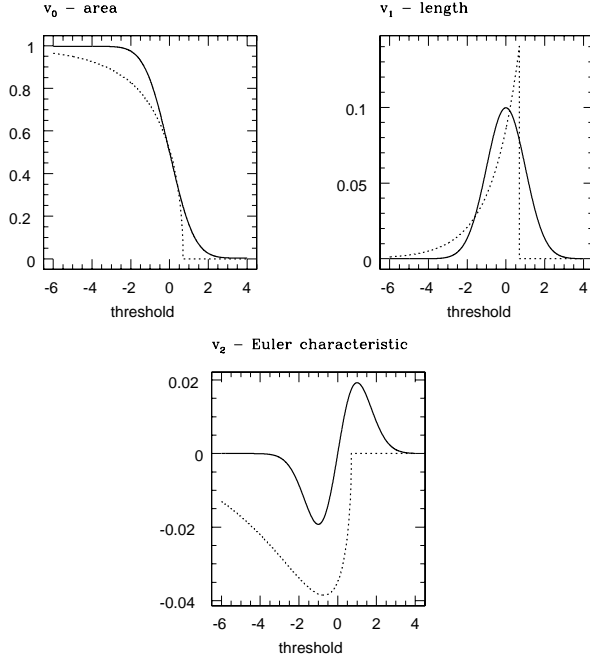 v₀ – area
v₁ – length
1
0.8
0.6
0.4
0.2
0
-6 -4 -2 0 2 4
threshold
0.1
0.05
0
-6 -4 -2 0 2 4
threshold
v₂ – Euler characteristic
0.02
0
-0.02
-0.04
-6 -4 -2 0 2 4
threshold